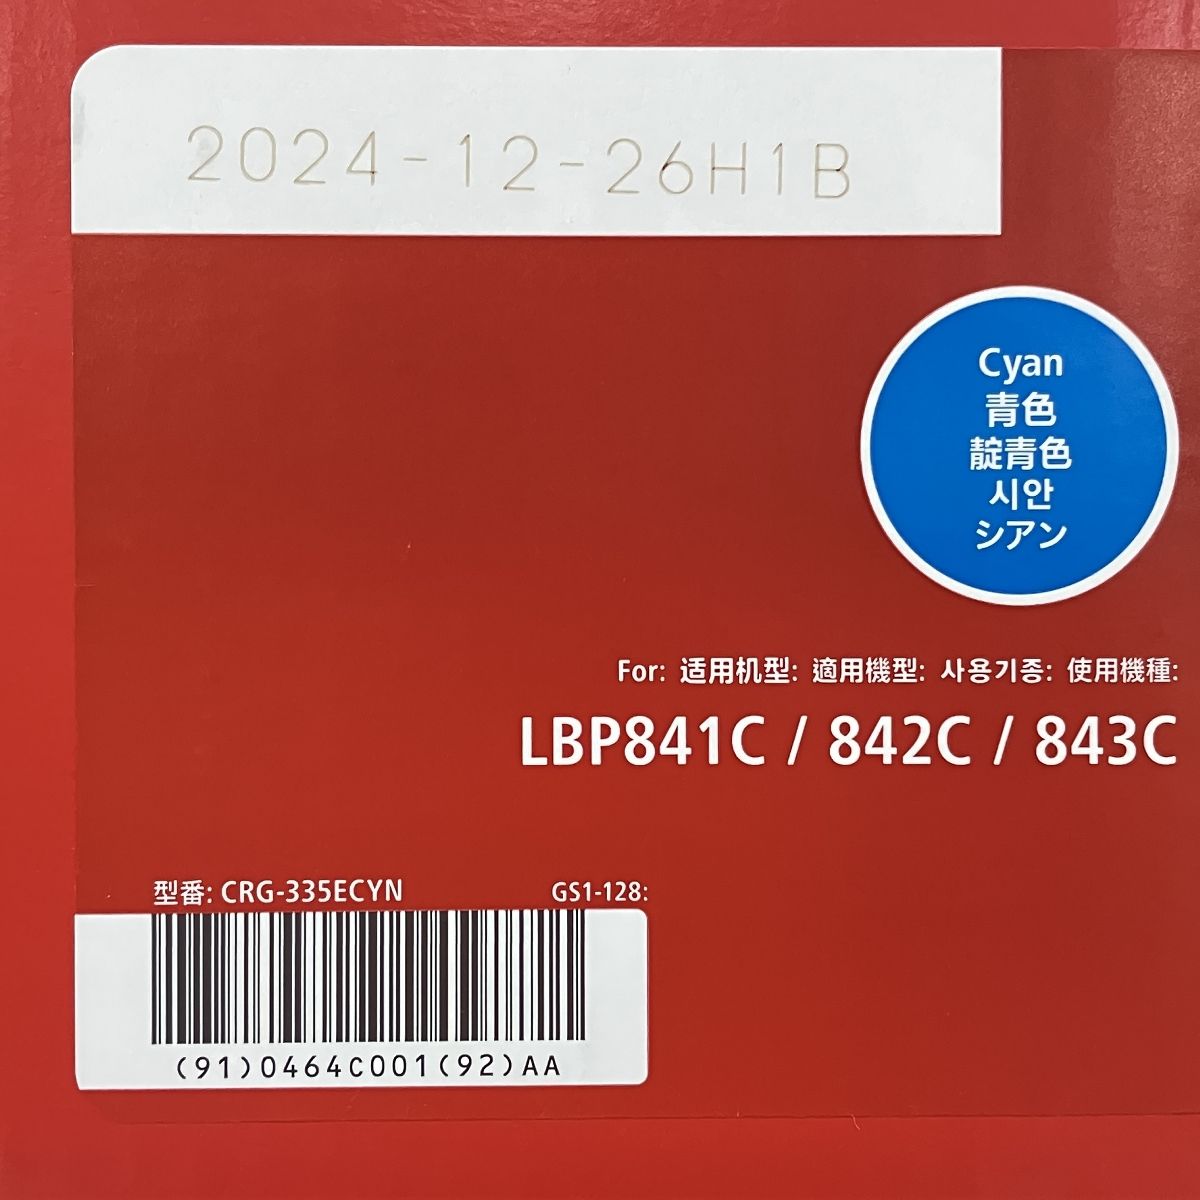 2024-12-26H1B
Cyan
青色
靛青色
시안
シアン
For: 适用机型: 適用機型: 사용기종: 使用機種:
LBP841C / 842C / 843C
型番: CRG-335ECYN GS1-128:
(91)0464C001(92)AA